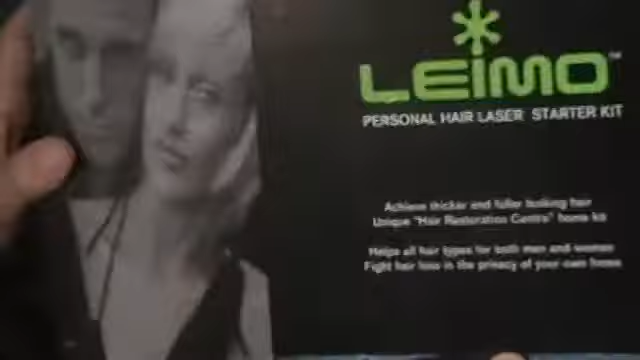 LEIMO™
PERSONAL HAIR LASER STARTER KIT
Achieve thicker and fuller looking hair
Unique "Hair Restoration Centre" home kit
Helps all hair types for both men and women
Fight hair loss in the privacy of your own home